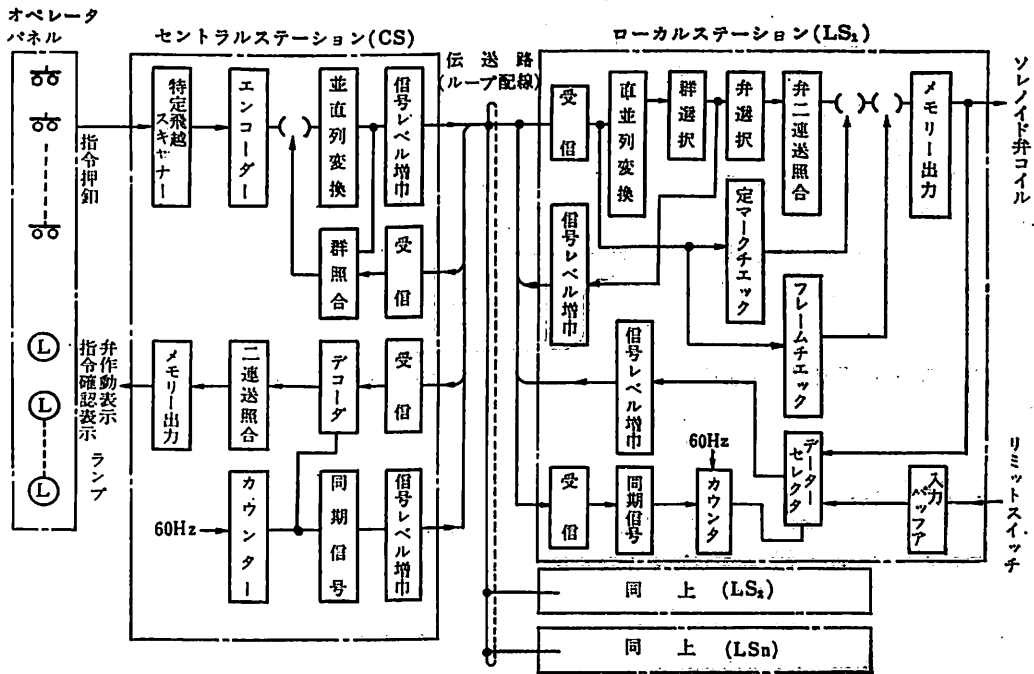 オペレータ
パネル
指令押釦
指令確認表示
弁作動表示
ランプ
L
L
L
セントラルステーション(CS)
特定飛越
スキャナー
エンコーダー
( )
並直列変換
信号レベル増巾
群照合
受信
メモリー出力
二連送照合
デコーダ
受信
60Hz
カウンター
同期信号
信号レベル増巾
伝送路
(ループ配線)
ローカルステーション(LS₁)
受信
直並列変換
群選択
弁選択
弁二連送照合
( )
( )
メモリー出力
ソレノイド弁コイル
信号レベル増巾
定マークチェック
フレームチェック
信号レベル増巾
60Hz
受信
同期信号
カウンタ
データー
セレクタ
入力
バッファ
リミットスイッチ
同上 (LS₂)
同上 (LSn)